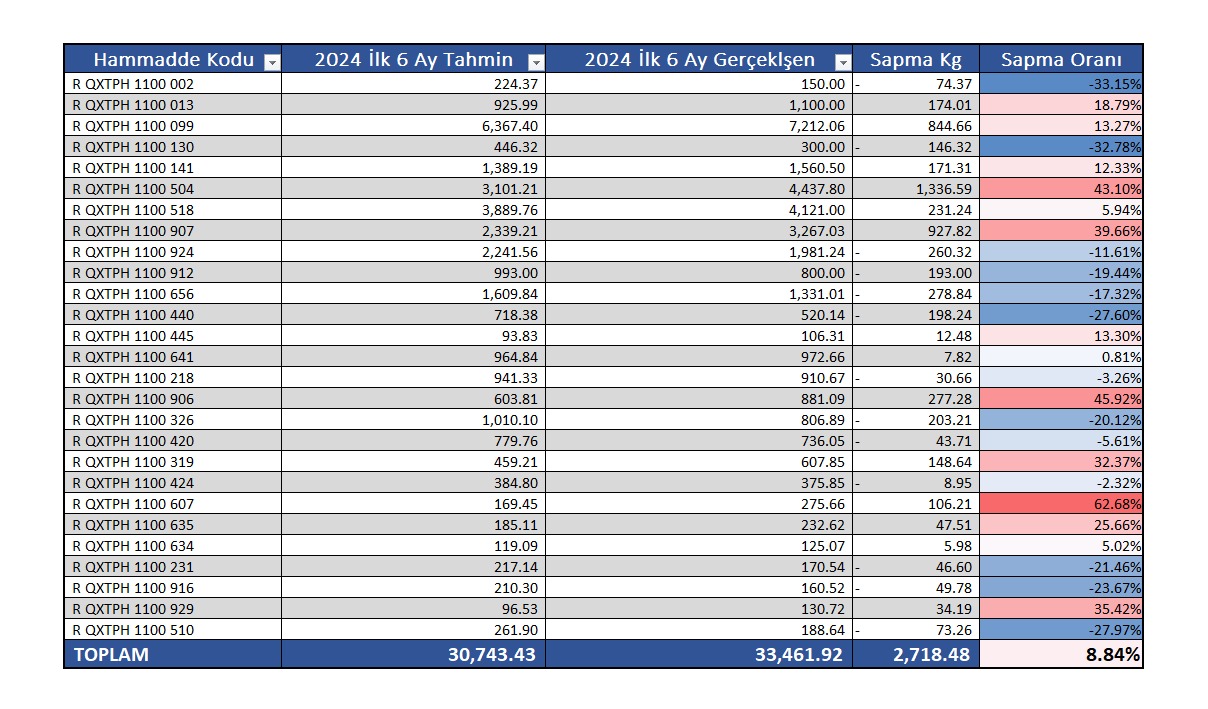 Hammadde Kodu 2024 İlk 6 Ay Tahmin 2024 İlk 6 Ay Gerçeklşen Sapma Kg Sapma Oranı
R QXTPH 1100 002 224.37 150.00 - 74.37 -33.15%
R QXTPH 1100 013 925.99 1,100.00 174.01 18.79%
R QXTPH 1100 099 6,367.40 7,212.06 844.66 13.27%
R QXTPH 1100 130 446.32 300.00 - 146.32 -32.78%
R QXTPH 1100 141 1,389.19 1,560.50 171.31 12.33%
R QXTPH 1100 504 3,101.21 4,437.80 1,336.59 43.10%
R QXTPH 1100 518 3,889.76 4,121.00 231.24 5.94%
R QXTPH 1100 907 2,339.21 3,267.03 927.82 39.66%
R QXTPH 1100 924 2,241.56 1,981.24 - 260.32 -11.61%
R QXTPH 1100 912 993.00 800.00 - 193.00 -19.44%
R QXTPH 1100 656 1,609.84 1,331.01 - 278.84 -17.32%
R QXTPH 1100 440 718.38 520.14 - 198.24 -27.60%
R QXTPH 1100 445 93.83 106.31 12.48 13.30%
R QXTPH 1100 641 964.84 972.66 7.82 0.81%
R QXTPH 1100 218 941.33 910.67 - 30.66 -3.26%
R QXTPH 1100 906 603.81 881.09 277.28 45.92%
R QXTPH 1100 326 1,010.10 806.89 - 203.21 -20.12%
R QXTPH 1100 420 779.76 736.05 - 43.71 -5.61%
R QXTPH 1100 319 459.21 607.85 148.64 32.37%
R QXTPH 1100 424 384.80 375.85 - 8.95 -2.32%
R QXTPH 1100 607 169.45 275.66 106.21 62.68%
R QXTPH 1100 635 185.11 232.62 47.51 25.66%
R QXTPH 1100 634 119.09 125.07 5.98 5.02%
R QXTPH 1100 231 217.14 170.54 - 46.60 -21.46%
R QXTPH 1100 916 210.30 160.52 - 49.78 -23.67%
R QXTPH 1100 929 96.53 130.72 34.19 35.42%
R QXTPH 1100 510 261.90 188.64 - 73.26 -27.97%
TOPLAM 30,743.43 33,461.92 2,718.48 8.84%